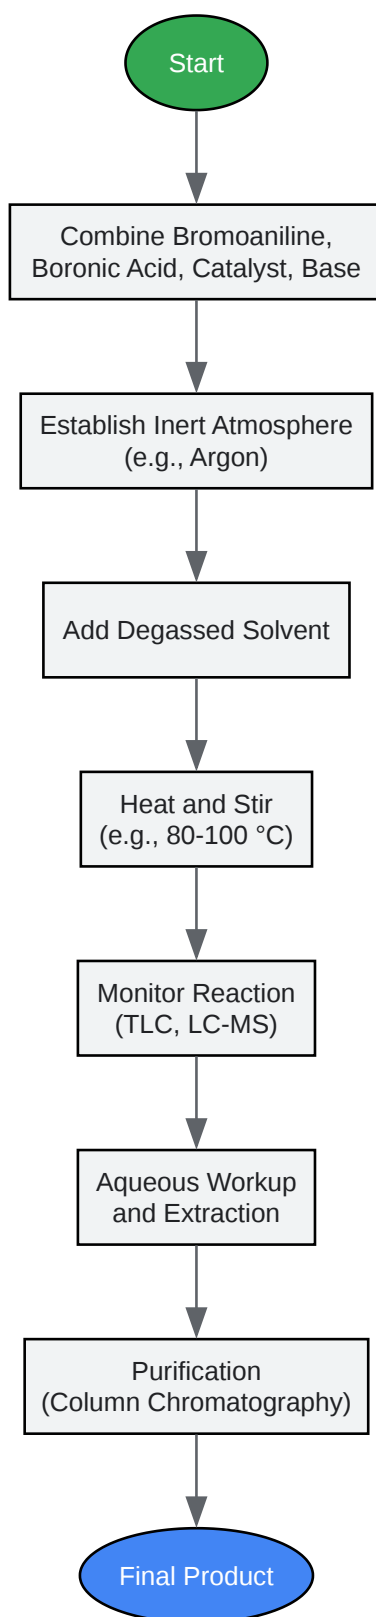 Start
Combine Bromoaniline,
Boronic Acid, Catalyst, Base
Establish Inert Atmosphere
(e.g., Argon)
Add Degassed Solvent
Heat and Stir
(e.g., 80-100 °C)
Monitor Reaction
(TLC, LC-MS)
Aqueous Workup
and Extraction
Purification
(Column Chromatography)
Final Product